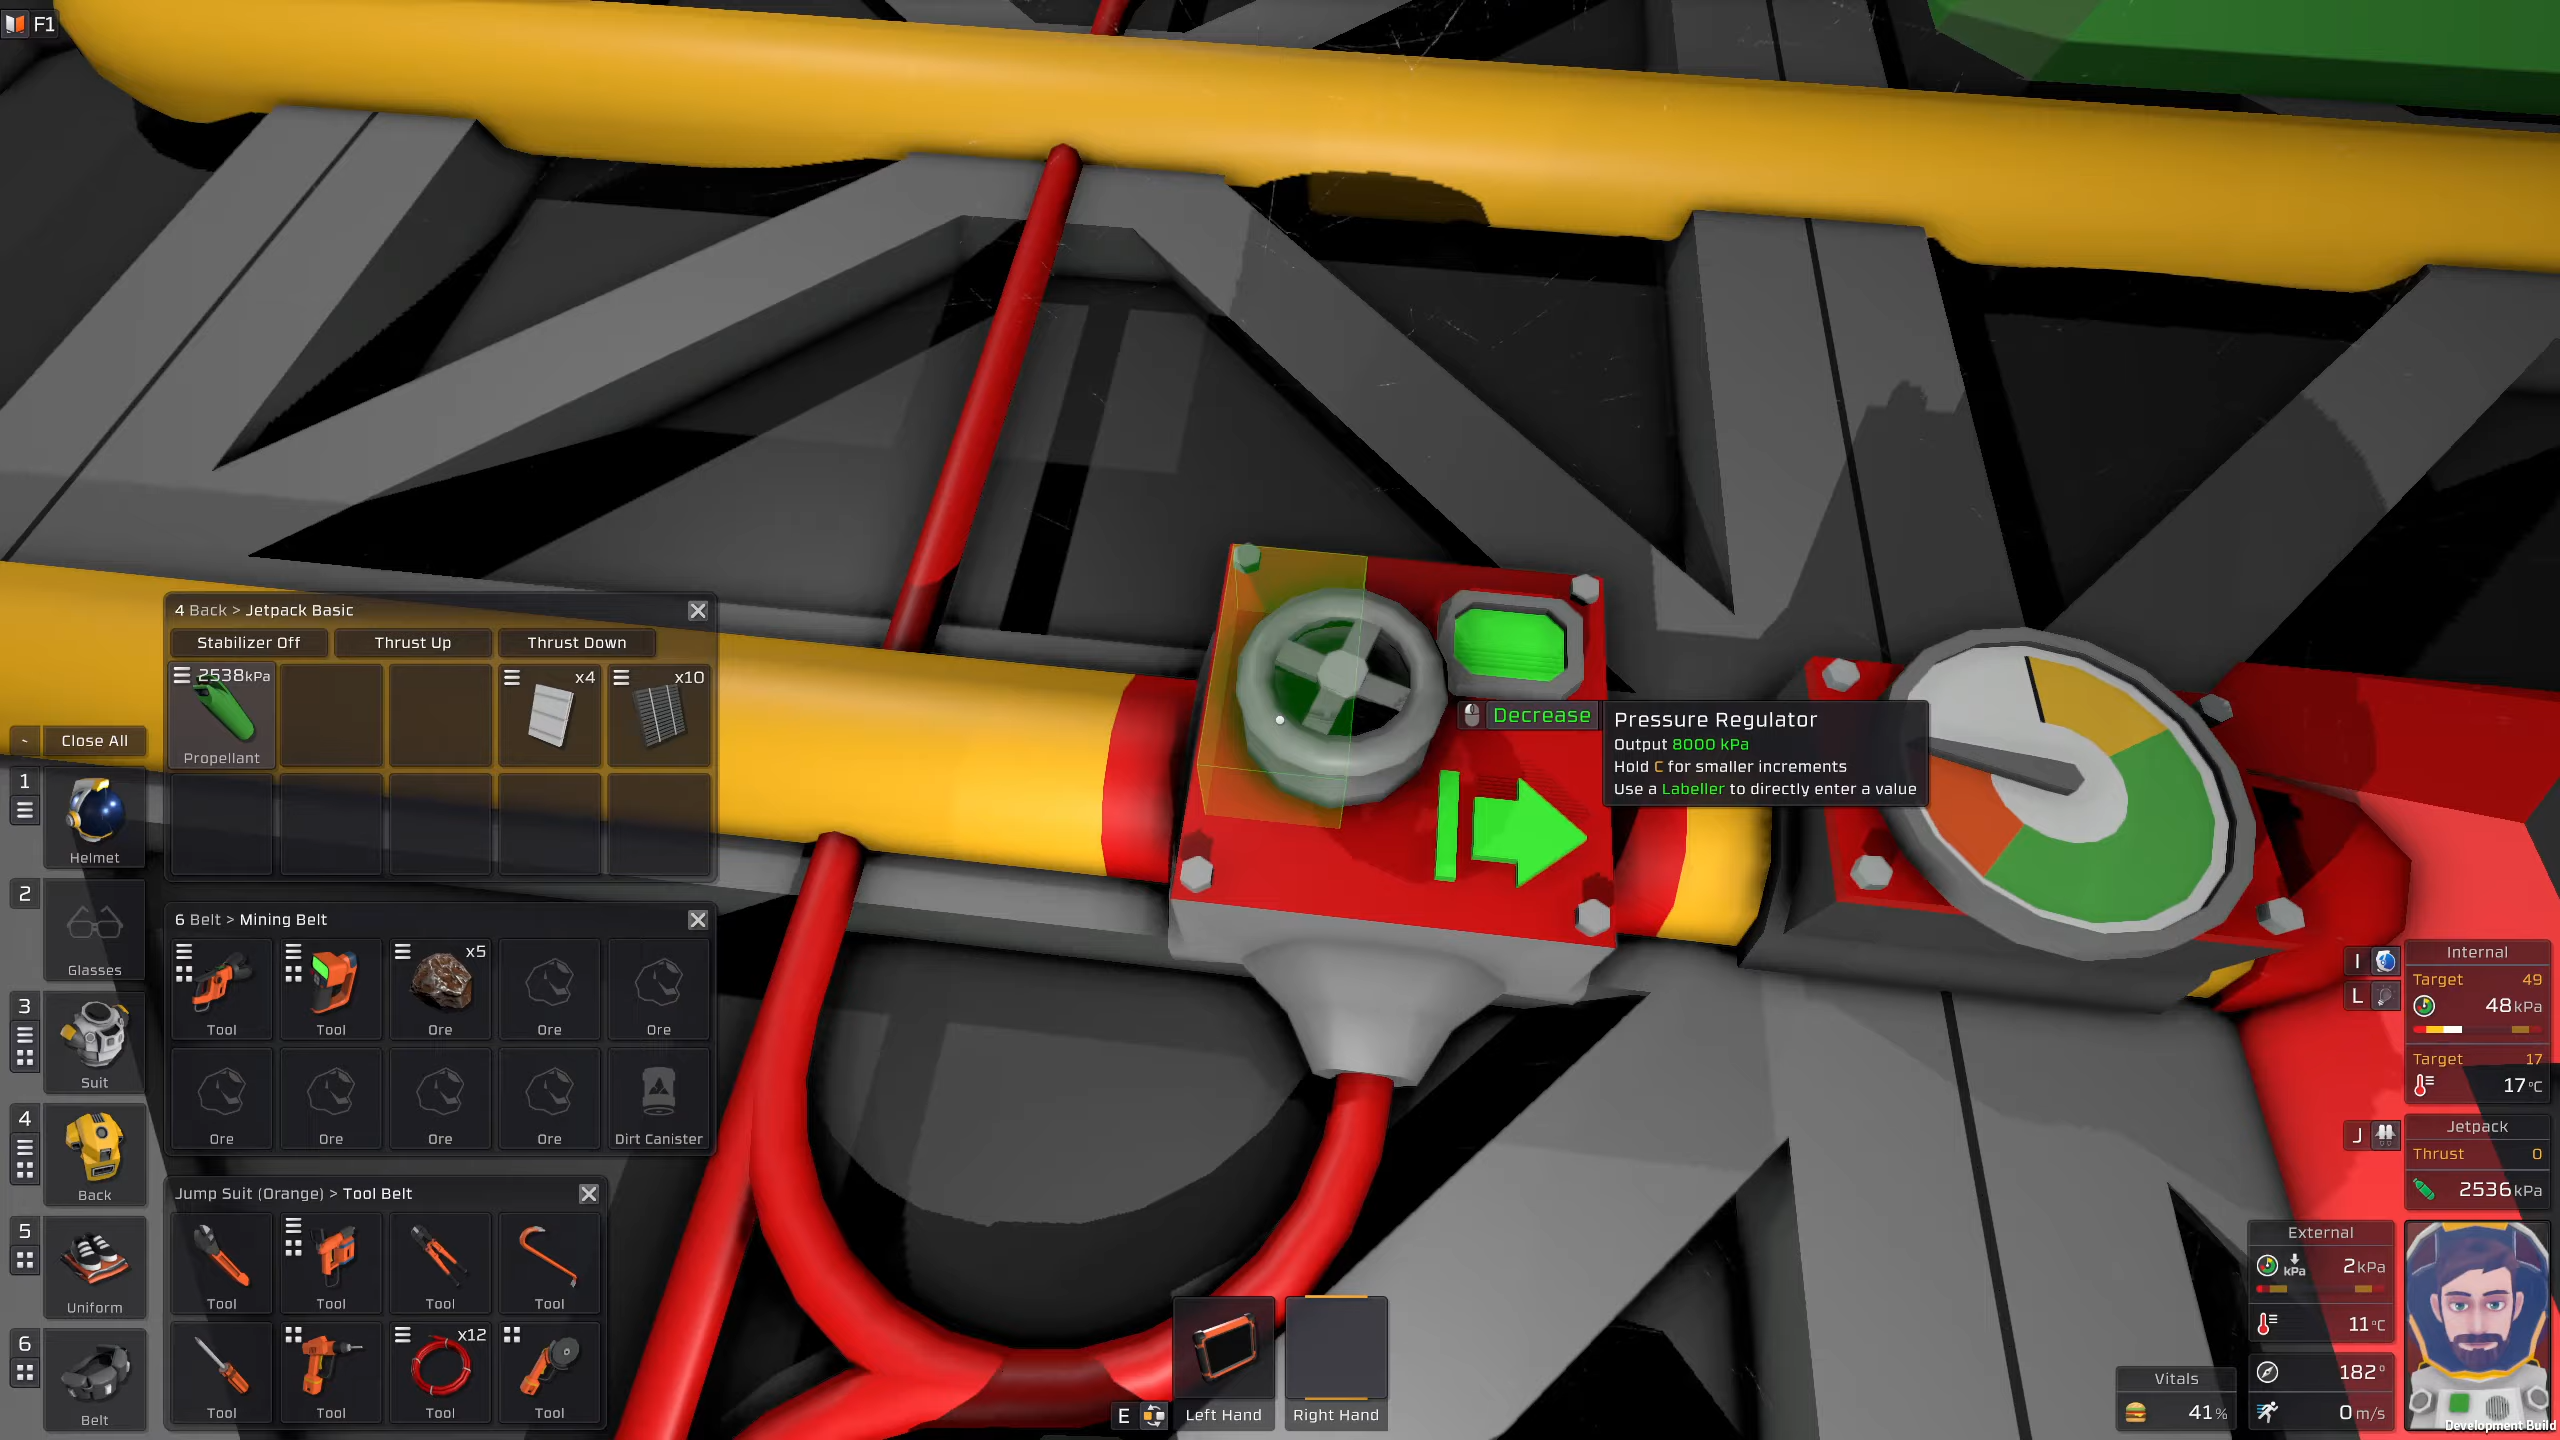 F1
4 Back > Jetpack Basic
Stabilizer Off
Thrust Up
Thrust Down
2538kPa
x4
x10
Propellant
~
Close All
1
Helmet
2
Glasses
3
Suit
4
Back
5
Uniform
6
Belt
6 Belt > Mining Belt
x5
Tool
Tool
Ore
Ore
Ore
Ore
Ore
Ore
Ore
Dirt Canister
Jump Suit (Orange) > Tool Belt
Tool
Tool
Tool
Tool
x12
Tool
Tool
Tool
Tool
Decrease
Pressure Regulator
Output 8000 kPa
Hold C for smaller increments
Use a Labeller to directly enter a value
E
Left Hand
Right Hand
I
L
Internal
Target 49
48kPa
Target 17
17°C
J
Jetpack
Thrust 0
2536kPa
External
kPa
2kPa
11°C
182°
0m/s
Vitals
41%
Development Build